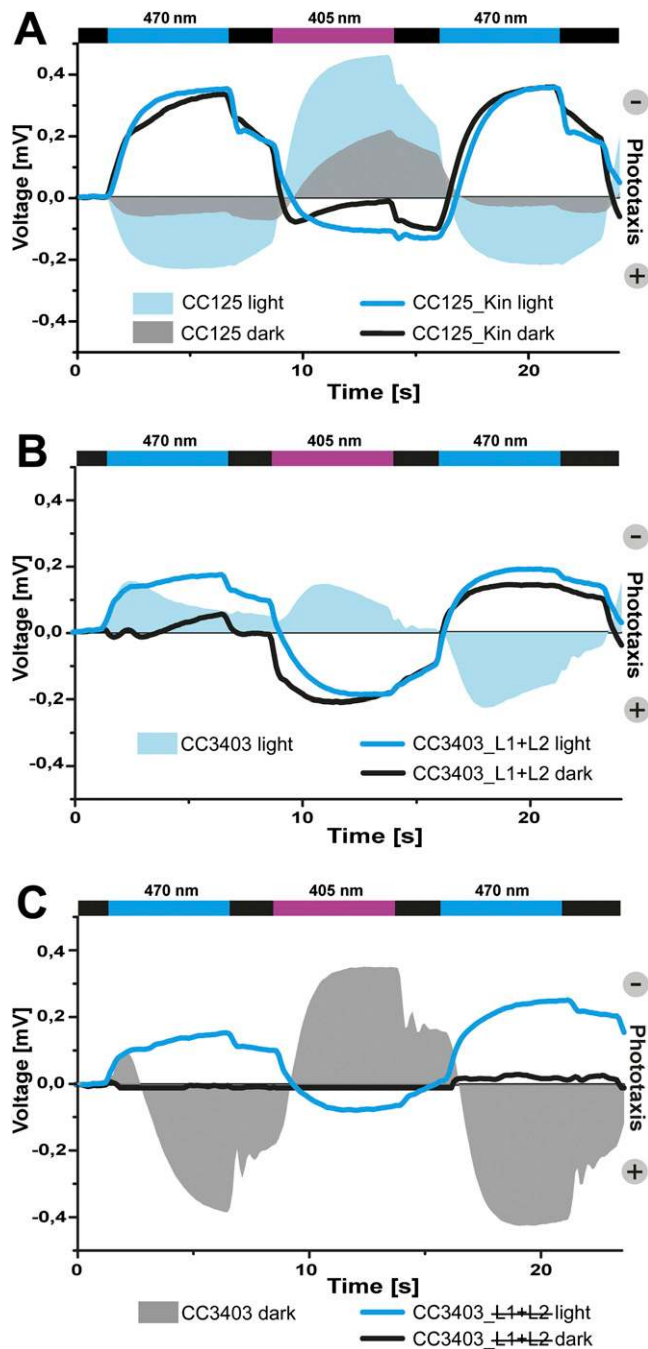 A
470 nm 405 nm 470 nm
0,4
0,2
0,0
-0,2
-0,4
Voltage [mV]
- Phototaxis +
CC125 light CC125_Kin light
CC125 dark CC125_Kin dark
0 10 20
Time [s]
B
470 nm 405 nm 470 nm
0,4
0,2
0,0
-0,2
-0,4
Voltage [mV]
- Phototaxis +
CC3403 light CC3403_L1+L2 light
CC3403_L1+L2 dark
0 10 20
Time [s]
C
470 nm 405 nm 470 nm
0,4
0,2
0,0
-0,2
-0,4
Voltage [mV]
- Phototaxis +
0 10 20
Time [s]
CC3403 dark CC3403_L1+L2 light
CC3403_L1+L2 dark